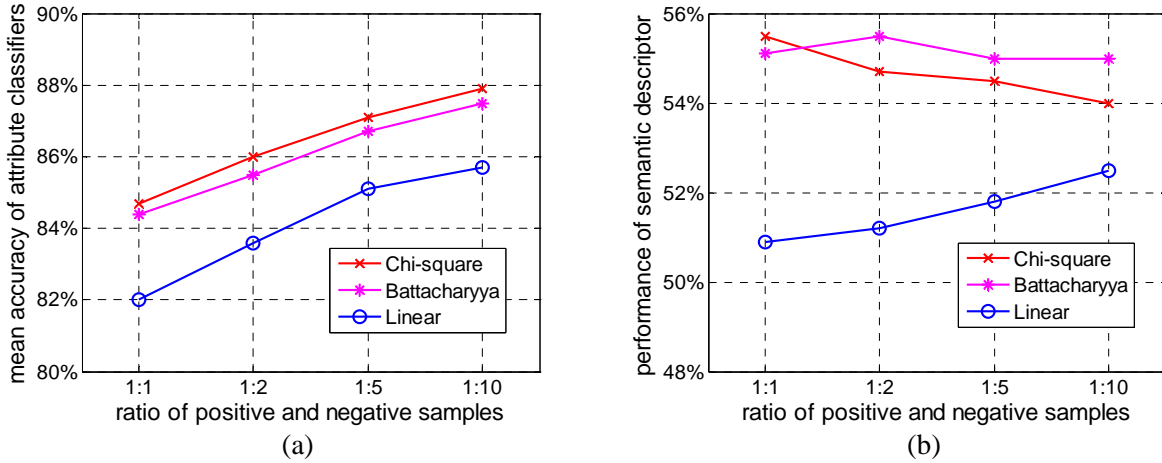 mean accuracy of attribute classifiers
90%
88%
86%
84%
82%
80%
1:1
1:2
1:5
1:10
ratio of positive and negative samples
Chi-square
Battacharyya
Linear
(a)
performance of semantic descriptor
56%
54%
52%
50%
48%
1:1
1:2
1:5
1:10
ratio of positive and negative samples
Chi-square
Battacharyya
Linear
(b)